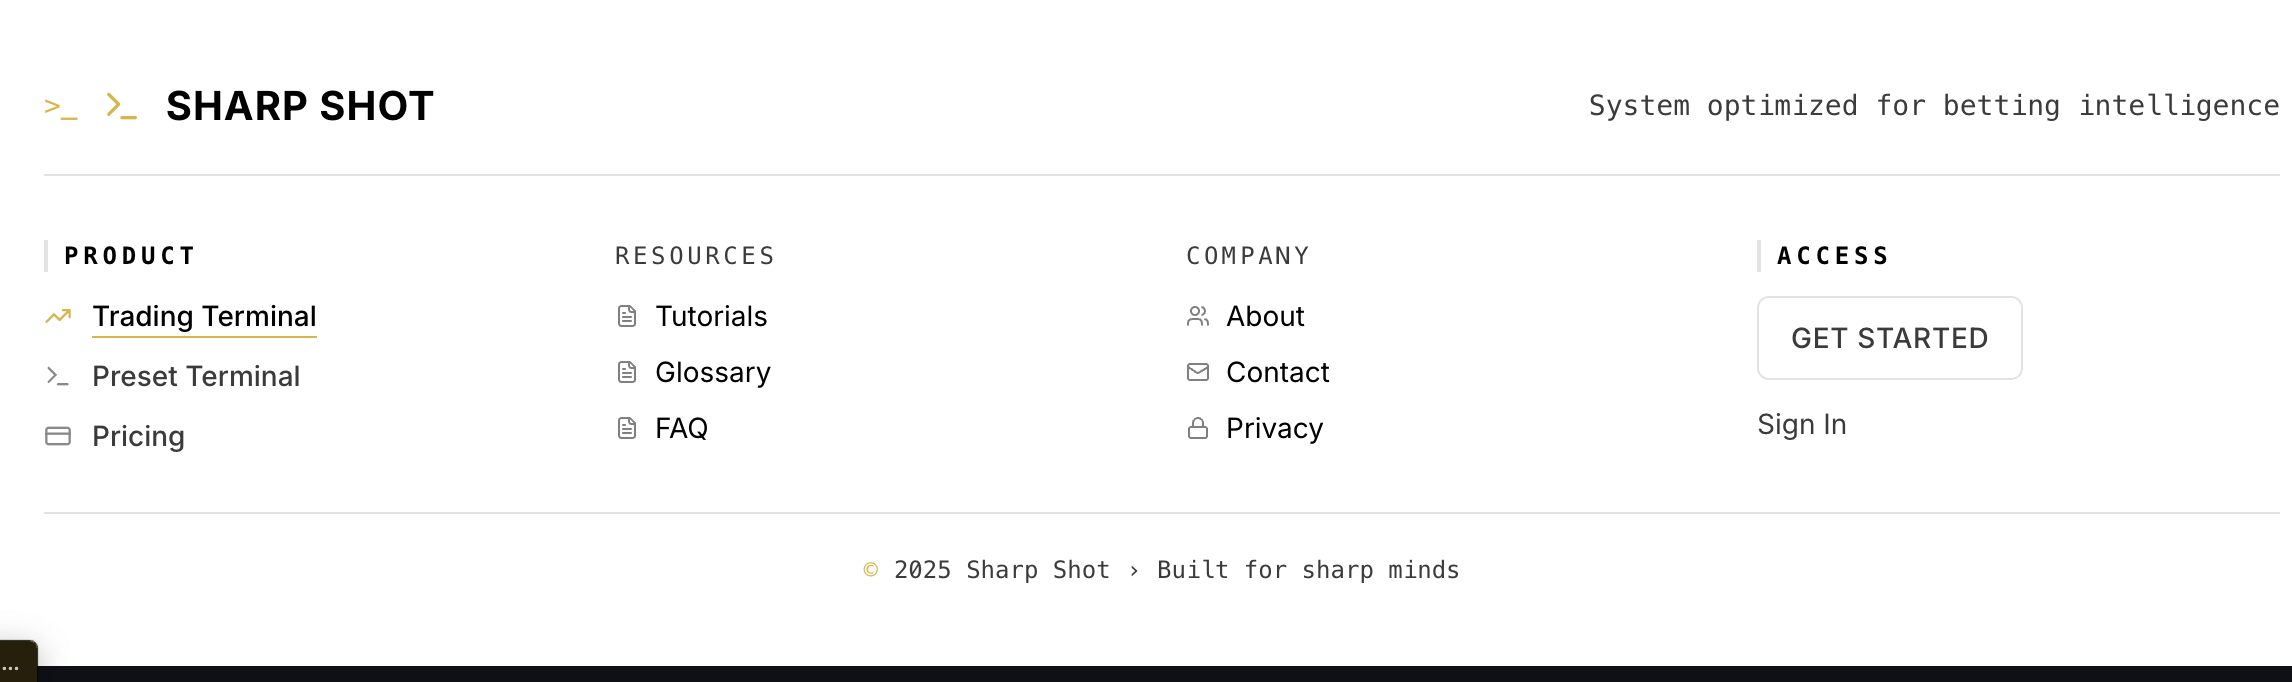 >_ SHARP SHOT
System optimized for betting intelligence
PRODUCT
Trading Terminal
Preset Terminal
Pricing
RESOURCES
Tutorials
Glossary
FAQ
COMPANY
About
Contact
Privacy
ACCESS
GET STARTED
Sign In
© 2025 Sharp Shot › Built for sharp minds
...